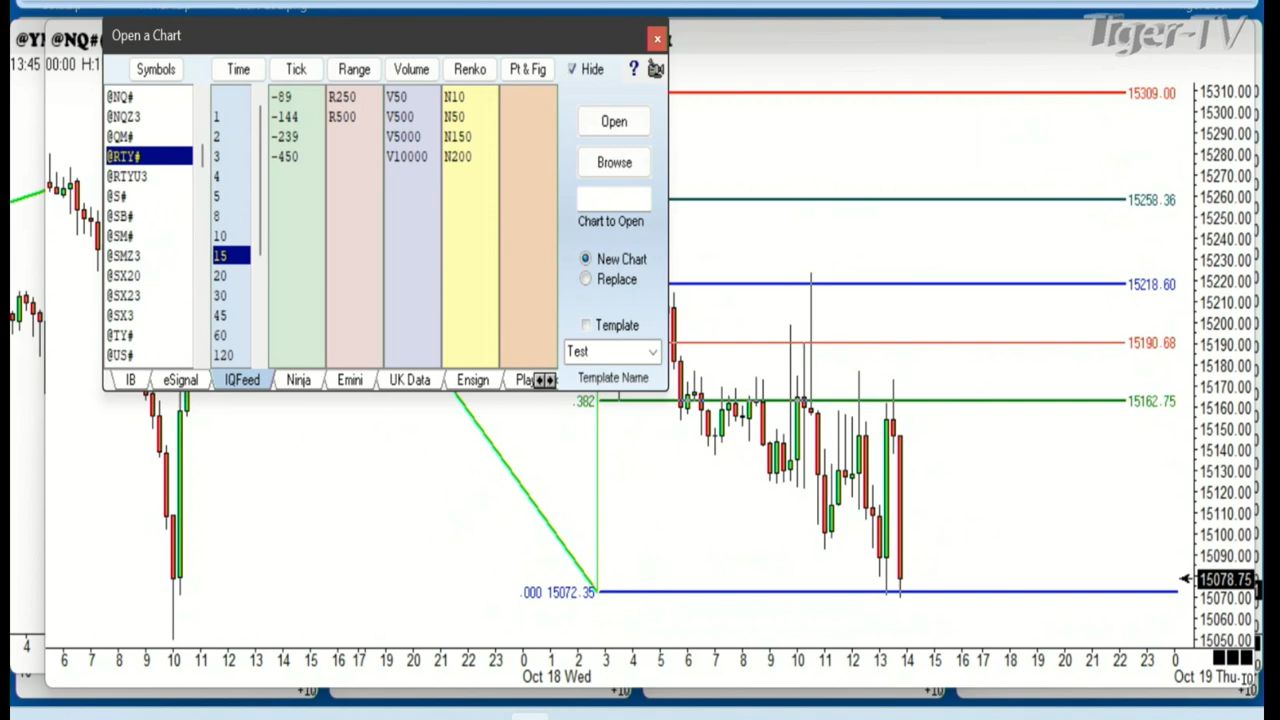 Tiger-TV
@YM
@NQ#
13:45
00:00 H:1
Open a Chart
Symbols
Time
Tick
Range
Volume
Renko
Pt & Fig
Hide
?
@NQ#
@NQZ3
@QM#
@RTY#
@RTYU3
@S#
@SB#
@SM#
@SMZ3
@SX20
@SX23
@SX3
@TY#
@US#
1
2
3
4
5
8
10
15
20
30
45
60
120
-89
-144
-239
-450
R250
R500
V50
V500
V5000
V10000
N10
N50
N150
N200
Open
Browse
Chart to Open
New Chart
Replace
Template
Test
Template Name
IB
eSignal
IQFeed
Ninja
Emini
UK Data
Ensign
15309.00
15258.36
15218.60
15190.68
.382
15162.75
.000 15072.35
15310.00
15300.00
15290.00
15280.00
15270.00
15260.00
15250.00
15240.00
15230.00
15220.00
15210.00
15200.00
15190.00
15180.00
15170.00
15160.00
15150.00
15140.00
15130.00
15120.00
15110.00
15100.00
15090.00
15078.75
15070.00
15060.00
15050.00
4
6 7 8 9 10 11 12 13 14 15 16 17 18 19 20 21 22 23 0 1 2 3 4 5 6 7 8 9 10 11 12 13 14 15 16 17 18 19 20 21 22 23 0
Oct 18 Wed
Oct 19 Thu
+10
+10
+10
+10